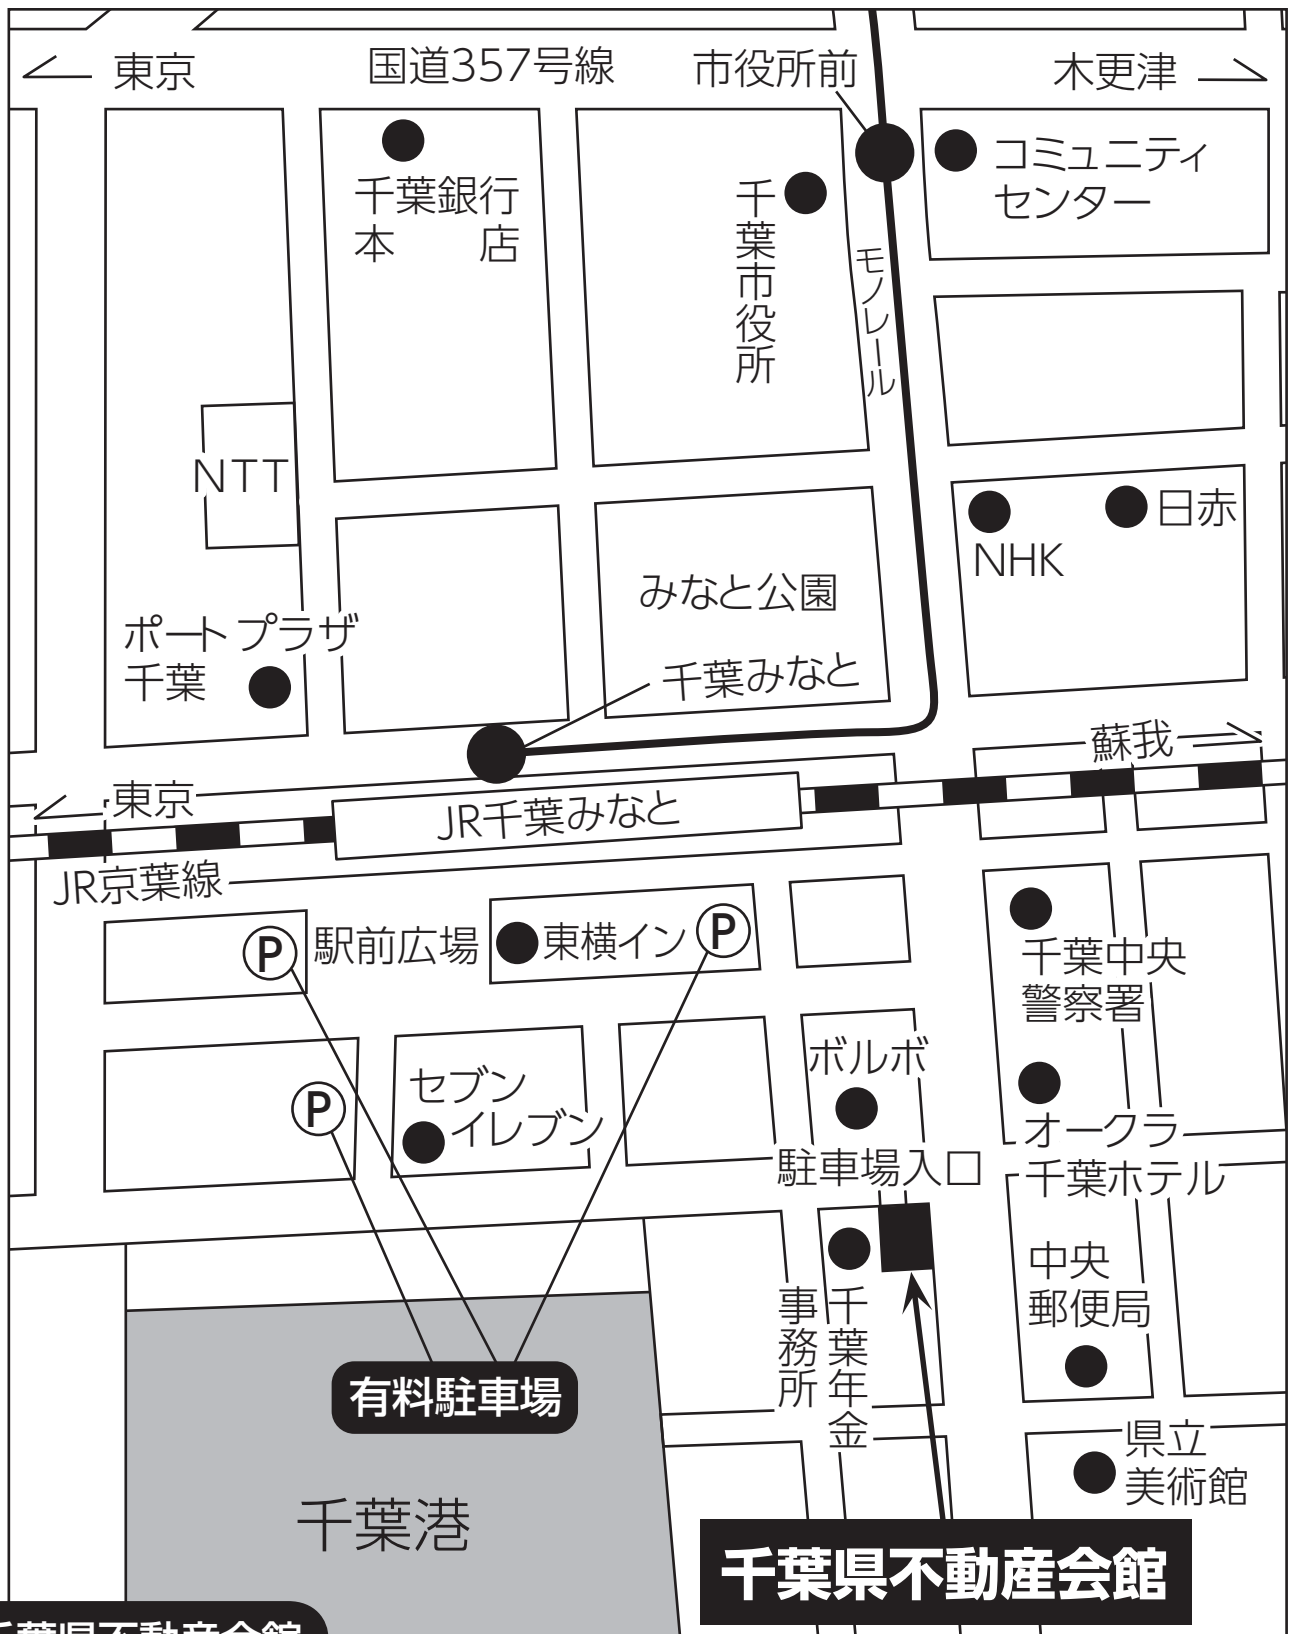 東京
国道357号線
市役所前
木更津
千葉銀行
本店
千葉市役所
コミュニティ
センター
モノレール
NTT
NHK
日赤
みなと公園
ポートプラザ
千葉
千葉みなと
蘇我
東京
JR千葉みなと
JR京葉線
駅前広場
東横イン
P
P
千葉中央
警察署
セブン
イレブン
P
ボルボ
オークラ
千葉ホテル
駐車場入口
千葉年金
事務所
中央
郵便局
有料駐車場
県立
美術館
千葉港
千葉県不動産会館
千葉県不動産会館